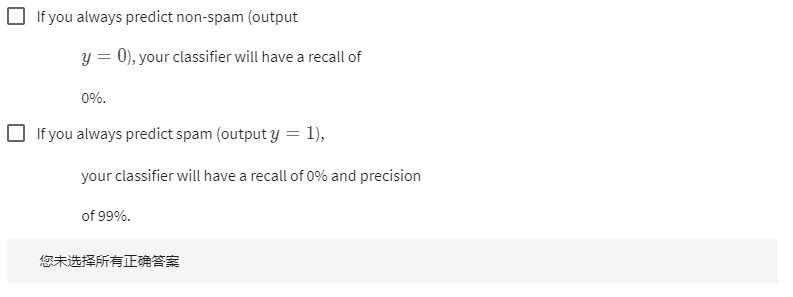 If you always predict non-spam (output
y = 0), your classifier will have a recall of
0%.
If you always predict spam (output y = 1),
your classifier will have a recall of 0% and precision
of 99%.
您未选择所有正确答案